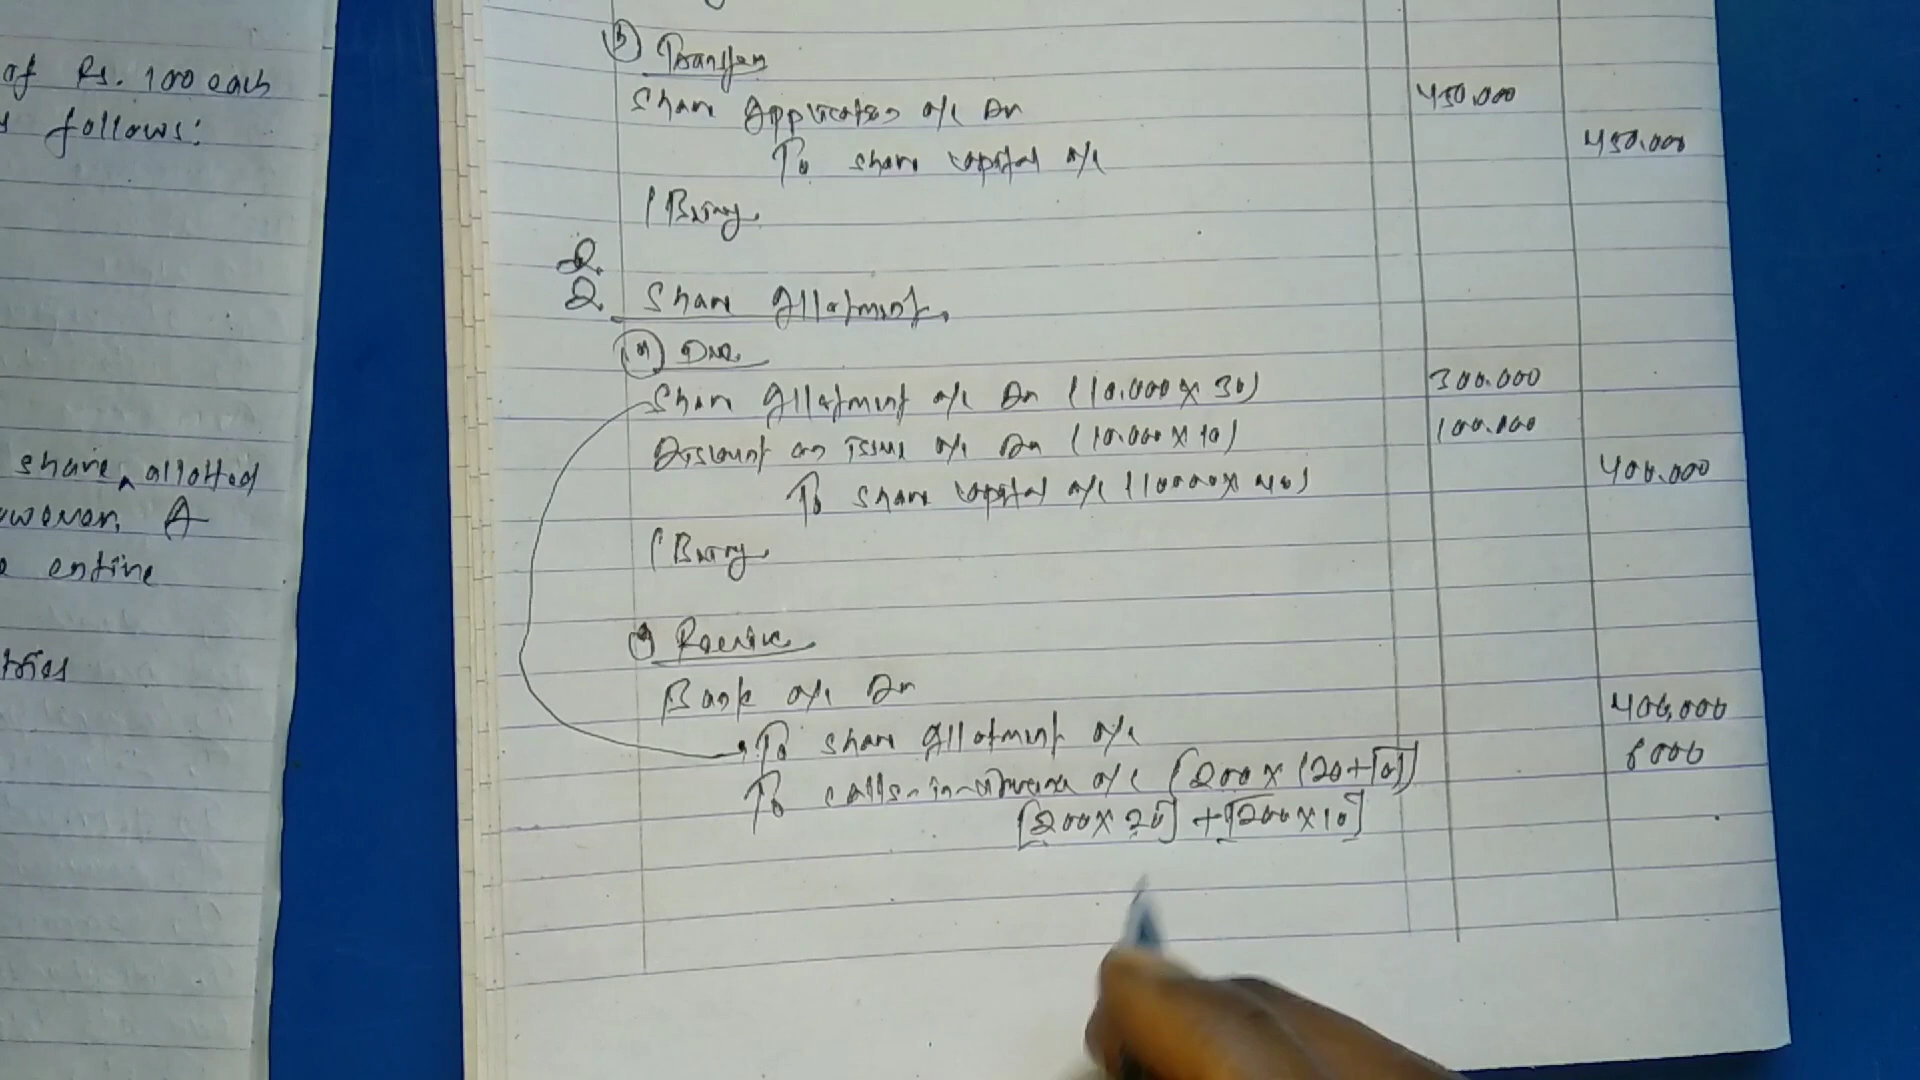 of Rs. 100 each
follows:
share allotted
A
entire
(b) Transfer
Share Application a/c Dr 450.000
To share capital a/c 450.000
(Being
2.
2. Share Allotment.
(a) Due
Share Allotment a/c Dr (10.000 x 30) 300.000
Discount on issue a/c Dr (10.000 x 10) 100.000
To share capital a/c (10000 x 40) 400.000
(Being
Receive
Bank a/c Dr
To share Allotment a/c 400,000
To calls-in-advance a/c [200 x (20+10)] 6000
[200 x 20] + [200 x 10]